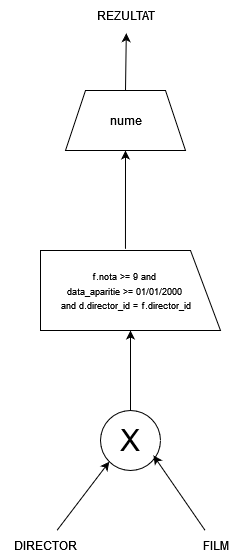 REZULTAT
nume
f.nota >= 9 and
data_aparitie >= 01/01/2000
and d.director_id = f.director_id
X
DIRECTOR
FILM